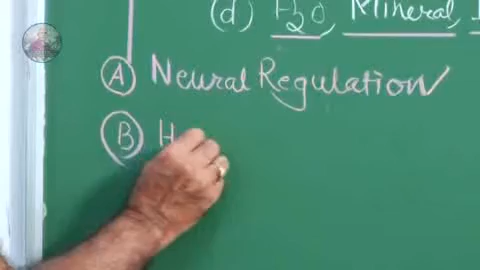 (d) H₂O, Mineral,
(A) Neural Regulation
(B) H